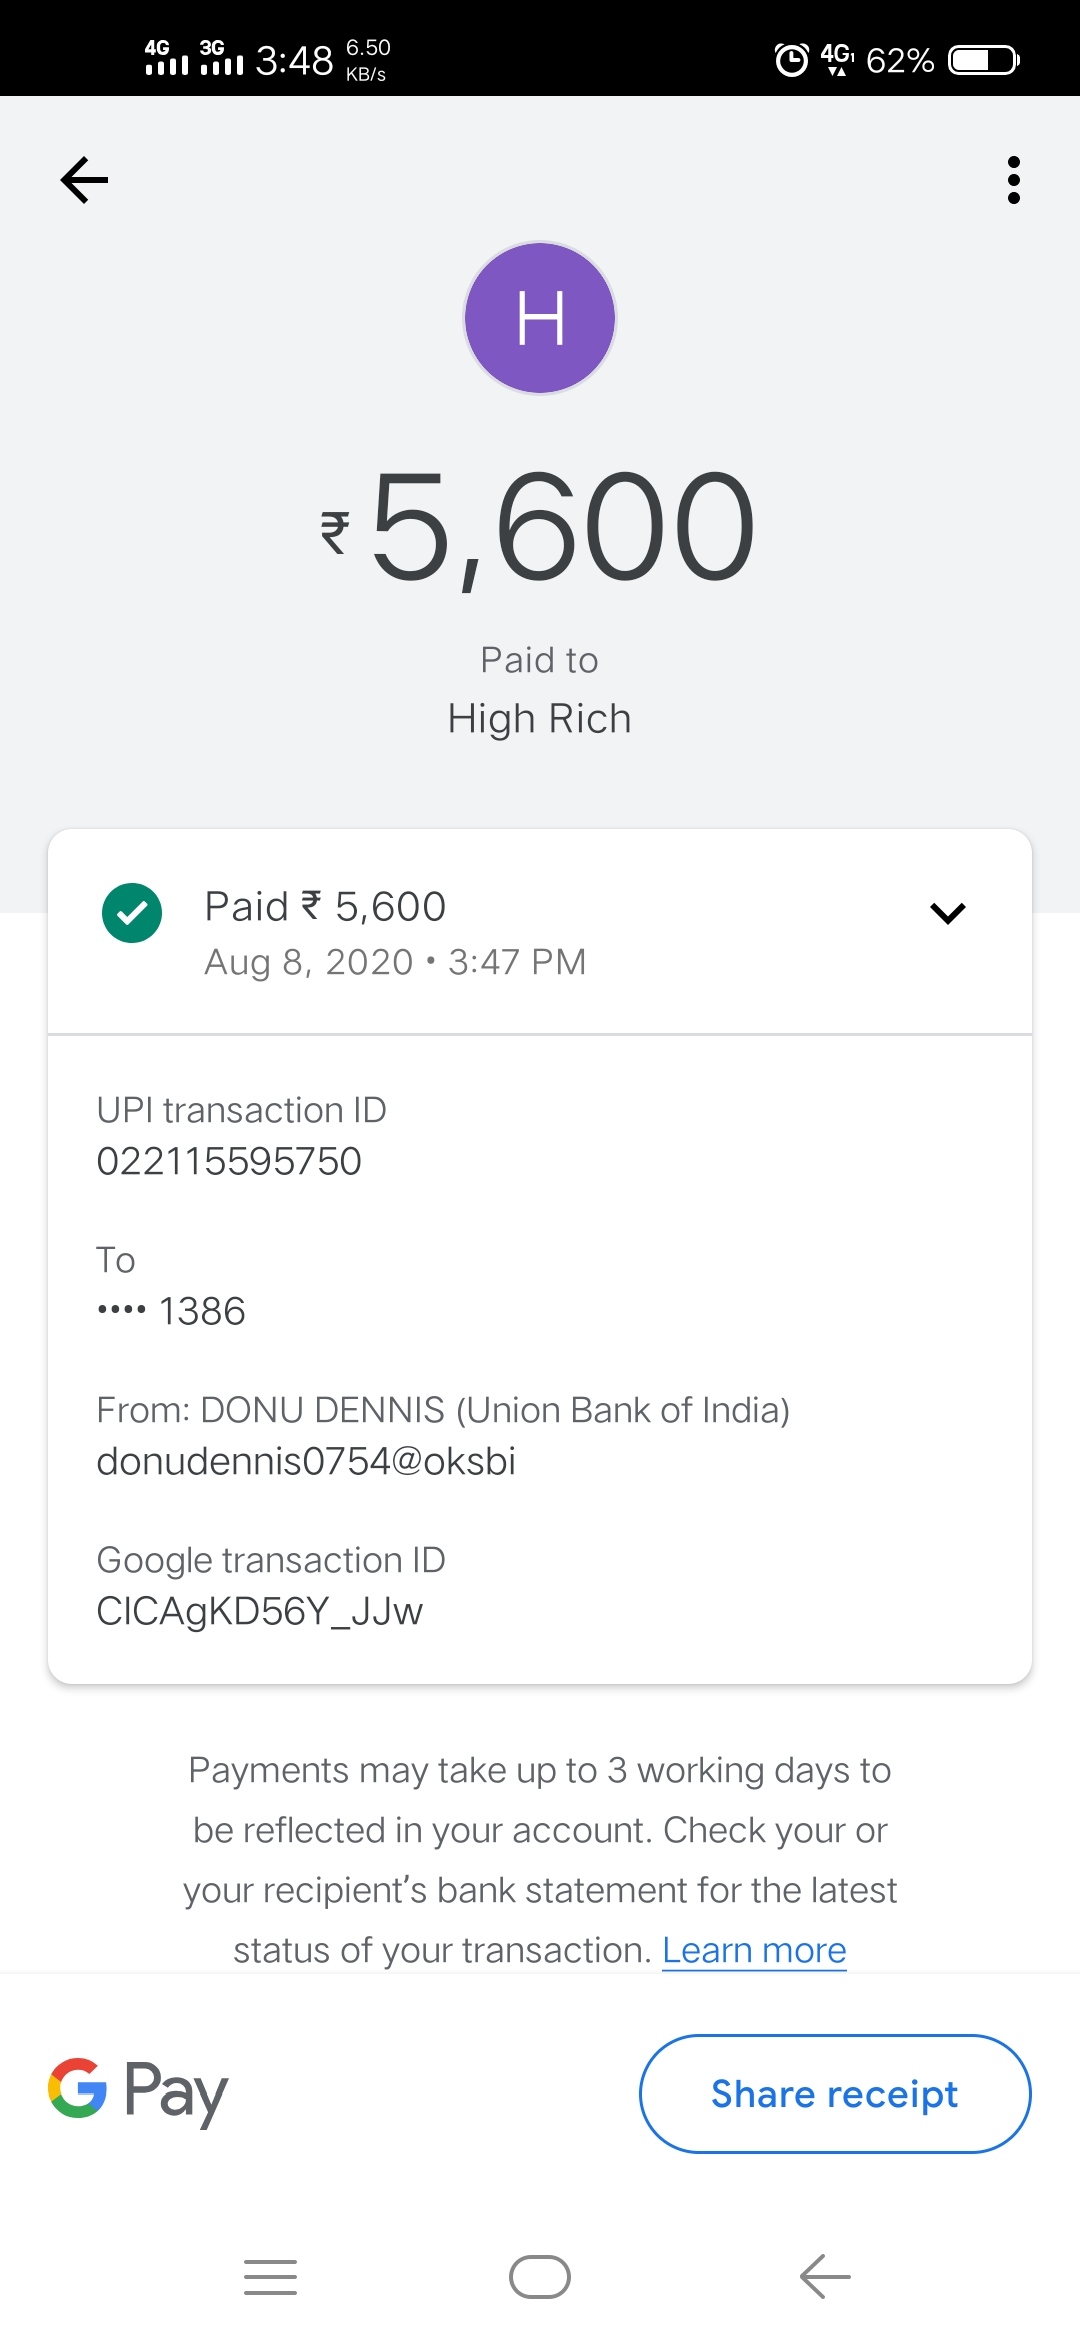 4G 3G 3:48 6.50 KB/s 4G 62%
H
₹5,600
Paid to
High Rich
Paid ₹ 5,600
Aug 8, 2020 • 3:47 PM
UPI transaction ID
022115595750
To
•••• 1386
From: DONU DENNIS (Union Bank of India)
donudennis0754@oksbi
Google transaction ID
CICAgKD56Y_JJw
Payments may take up to 3 working days to
be reflected in your account. Check your or
your recipient's bank statement for the latest
status of your transaction. Learn more
G Pay
Share receipt